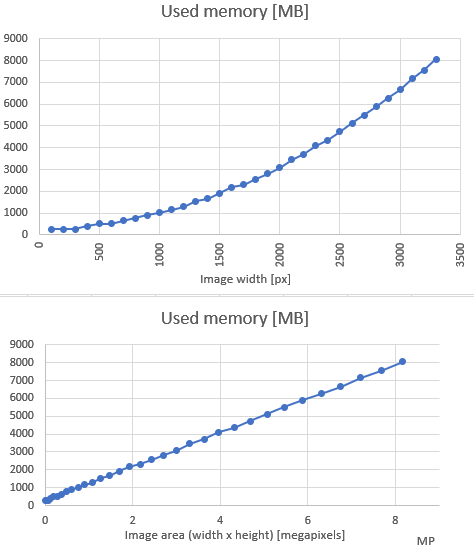 Used memory [MB]
9000
8000
7000
6000
5000
4000
3000
2000
1000
0
0 500 1000 1500 2000 2500 3000 3500
Image width [px]
Used memory [MB]
9000
8000
7000
6000
5000
4000
3000
2000
1000
0
0 2 4 6 8
Image area (width x height) [megapixels]
MP